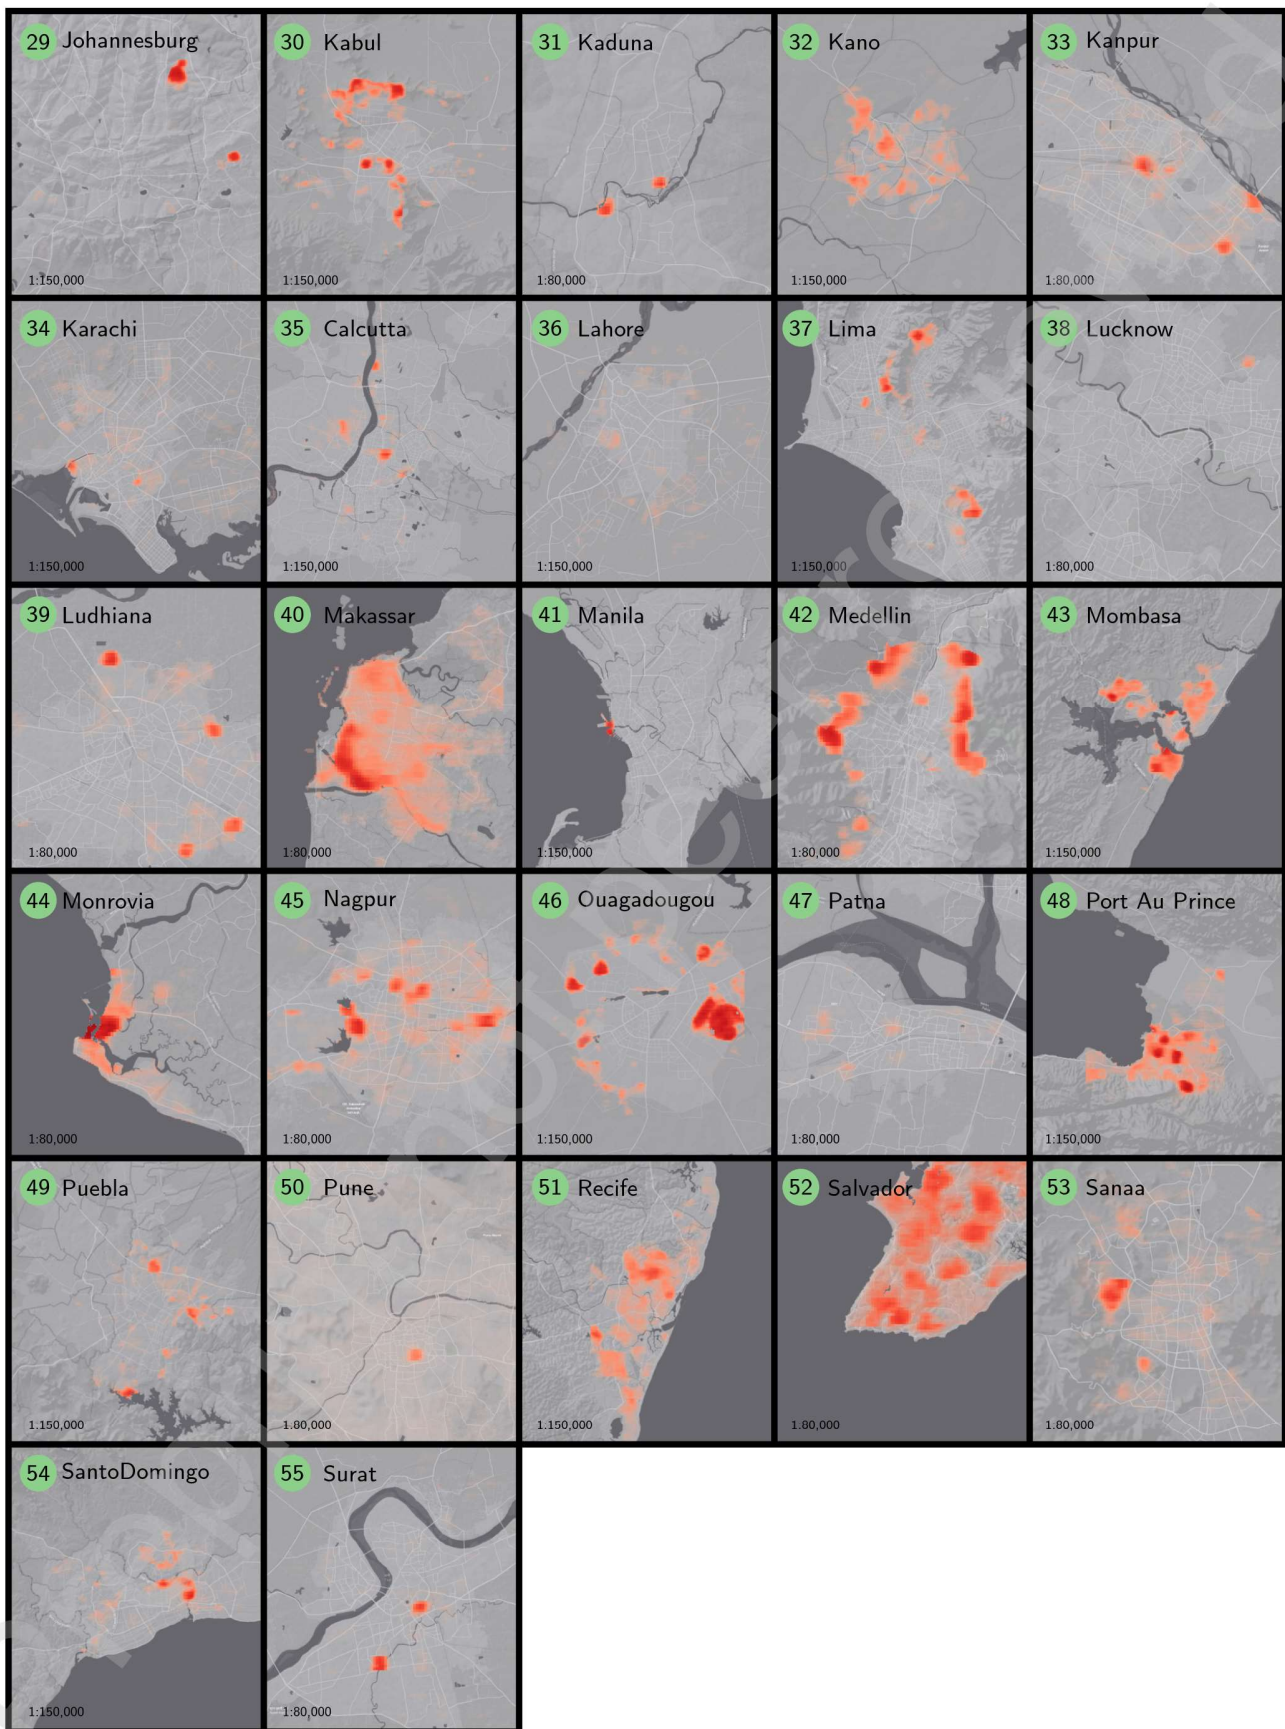 29 Johannesburg
1:150,000
30 Kabul
1:150,000
31 Kaduna
1:80,000
32 Kano
1:150,000
33 Kanpur
1:80,000
34 Karachi
1:150,000
35 Calcutta
1:150,000
36 Lahore
1:150,000
37 Lima
1:150,000
38 Lucknow
1:80,000
39 Ludhiana
1:80,000
40 Makassar
1:80,000
41 Manila
1:150,000
42 Medellin
1:80,000
43 Mombasa
1:150,000
44 Monrovia
1:80,000
45 Nagpur
1:80,000
46 Ouagadougou
1:150,000
47 Patna
1:80,000
48 Port Au Prince
1:150,000
49 Puebla
1:150,000
50 Pune
1:80,000
51 Recife
1:150,000
52 Salvador
1:80,000
53 Sanaa
1:80,000
54 SantoDomingo
1:150,000
55 Surat
1:80,000